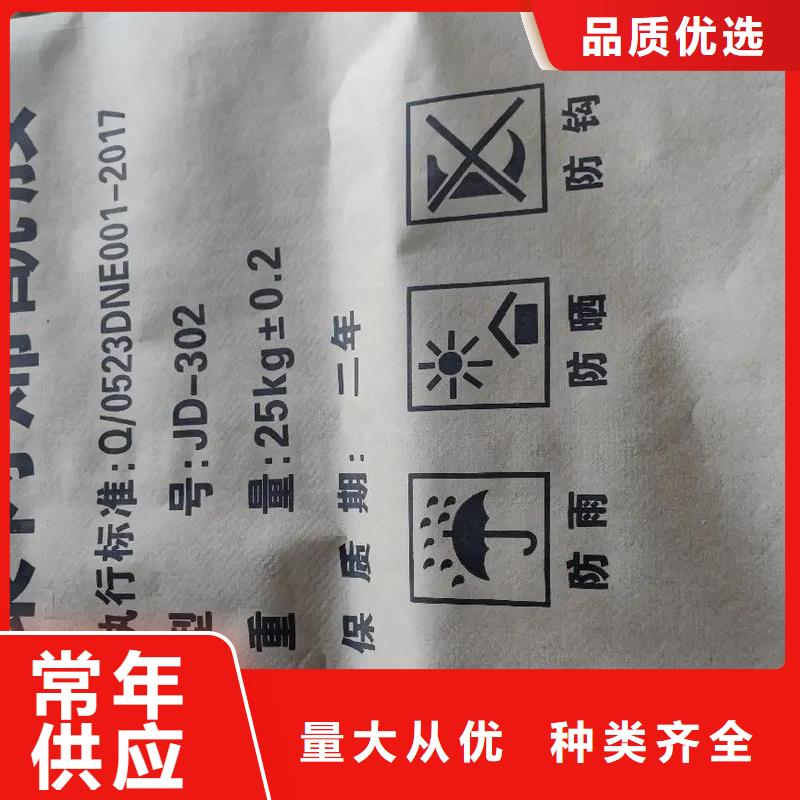 品质优选
执行标准:Q/0523DNE001-2017
型号:JD-302
重量:25kg±0.2
保质期:二年
防雨
防晒
防钩
常年
供应
量大从优 种类齐全